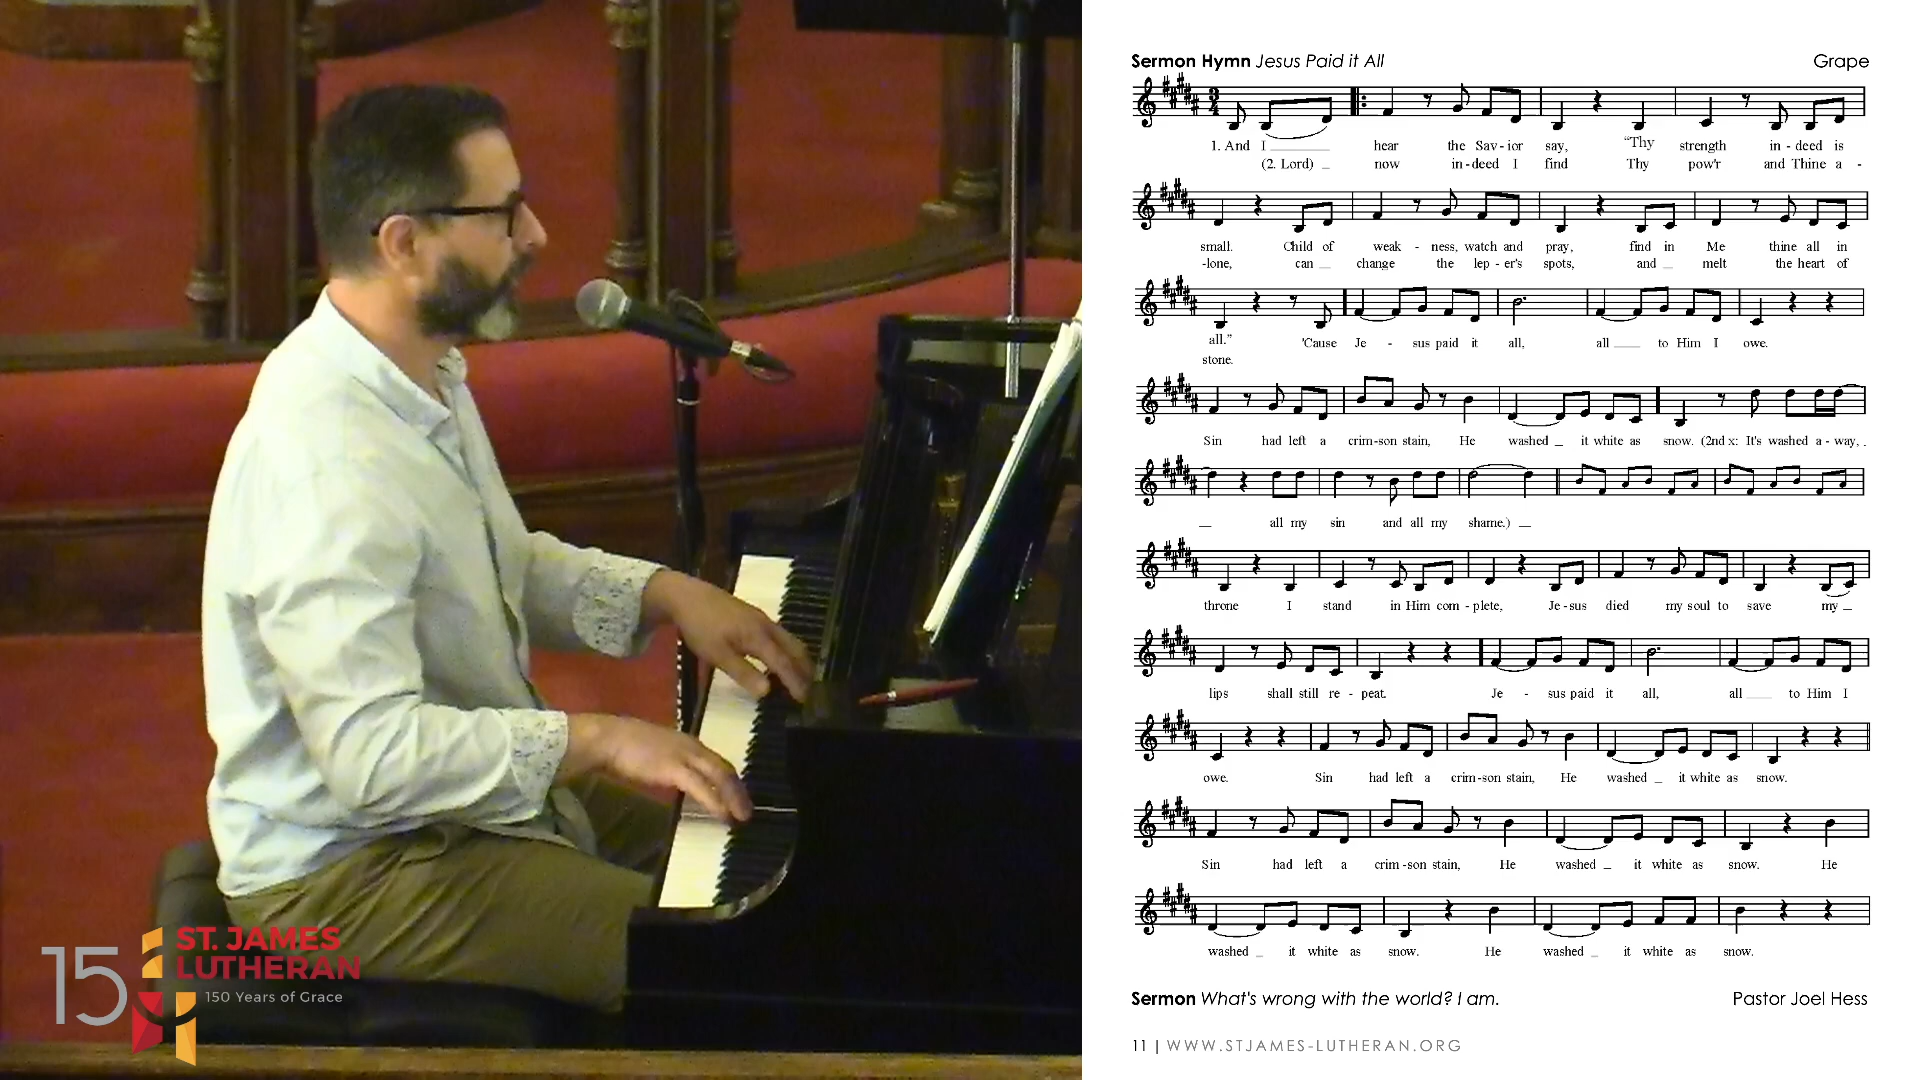 Sermon Hymn Jesus Paid it All Grape
1. And I hear the Sav - ior say, "Thy strength in - deed is
(2. Lord) now in - deed I find Thy pow'r and Thine a -
small. Child of weak - ness, watch and pray, find in Me thine all in
-lone, can change the lep - er's spots, and melt the heart of
all." 'Cause Je - sus paid it all, all to Him I owe.
stone.
Sin had left a crim - son stain, He washed it white as snow. (2nd x: It's washed a - way,
all my sin and all my shame.)
throne I stand in Him com - plete, Je - sus died my soul to save my
lips shall still re - peat. Je - sus paid it all, all to Him I
owe. Sin had left a crim - son stain, He washed it white as snow.
Sin had left a crim - son stain, He washed it white as snow. He
washed it white as snow. He washed it white as snow.
Sermon What's wrong with the world? I am. Pastor Joel Hess
11 | WWW.STJAMES-LUTHERAN.ORG
150
ST. JAMES
LUTHERAN
150 Years of Grace